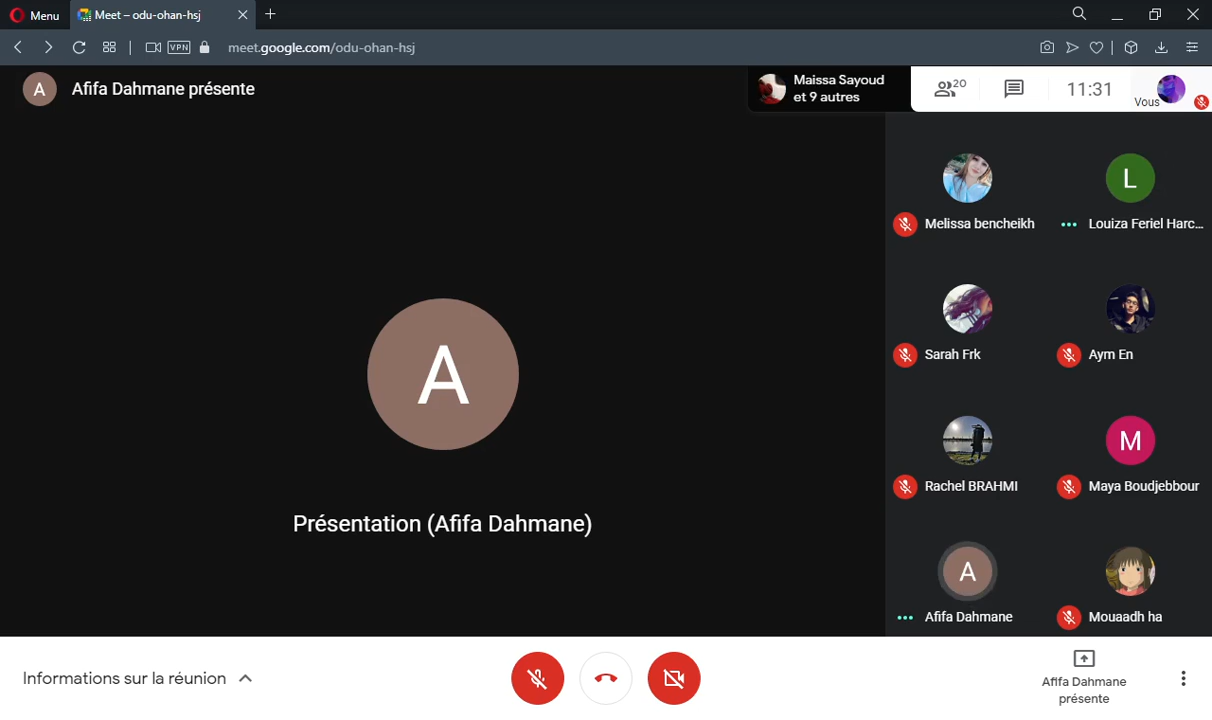 Menu
Meet – odu-ohan-hsj
VPN
meet.google.com/odu-ohan-hsj
A
Afifa Dahmane présente
Maissa Sayoud
et 9 autres
20
11:31
Vous
L
Melissa bencheikh
Louiza Feriel Harc...
Sarah Frk
Aym En
M
Rachel BRAHMI
Maya Boudjebbour
A
Afifa Dahmane
Mouaadh ha
A
Présentation (Afifa Dahmane)
Informations sur la réunion
Afifa Dahmane
présente